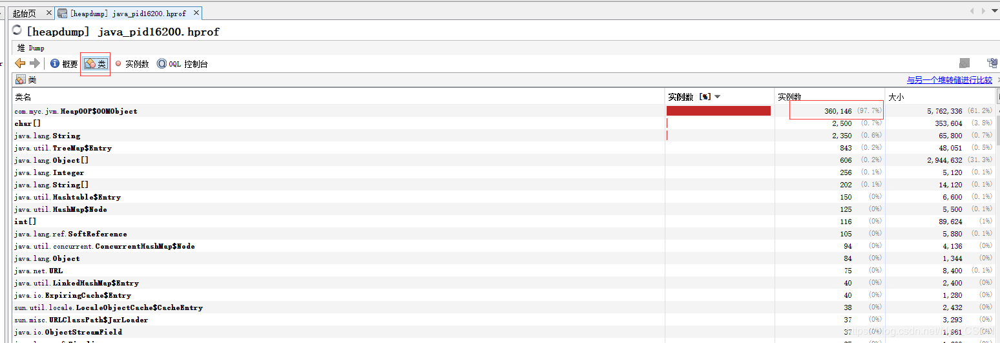 起始页 [heapdump] java_pid16200.hprof
[heapdump] java_pid16200.hprof
堆 Dump
概要 类 实例数 OQL 控制台
类 与另一个堆转储进行比较
类名 实例数 [%] 实例数 大小
com.myc.jvm.HeapOOP$OOMObject 360,146 (97.7%) 5,762,336 (61.2%)
char[] 2,500 (0.7%) 353,604 (3.8%)
java.lang.String 2,350 (0.6%) 65,800 (0.7%)
java.util.TreeMap$Entry 843 (0.2%) 48,051 (0.5%)
java.lang.Object[] 606 (0.2%) 2,944,632 (31.3%)
java.lang.Integer 256 (0.1%) 5,120 (0.1%)
java.lang.String[] 202 (0.1%) 14,120 (0.1%)
java.util.Hashtable$Entry 150 (0%) 6,600 (0.1%)
java.util.HashMap$Node 125 (0%) 5,500 (0.1%)
int[] 116 (0%) 89,624 (1%)
java.lang.ref.SoftReference 105 (0%) 5,880 (0.1%)
java.util.concurrent.ConcurrentHashMap$Node 94 (0%) 4,136 (0%)
java.lang.Object 84 (0%) 1,344 (0%)
java.net.URL 75 (0%) 8,400 (0.1%)
java.util.LinkedHashMap$Entry 40 (0%) 2,400 (0%)
java.io.ExpiringCache$Entry 40 (0%) 1,280 (0%)
sun.util.locale.LocaleObjectCache$CacheEntry 38 (0%) 2,432 (0%)
sun.misc.URLClassPath$JarLoader 37 (0%) 3,293 (0%)
java.io.ObjectStreamField